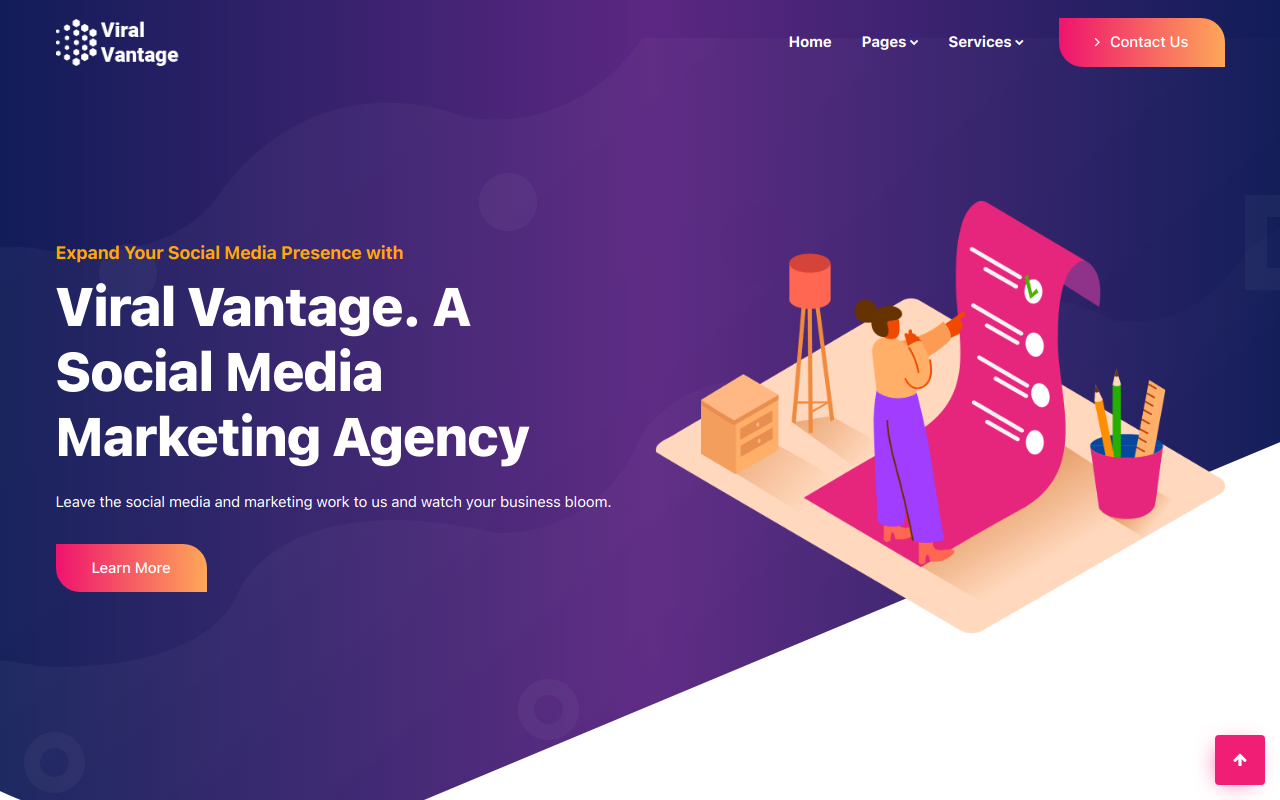 Viral
Vantage
Home
Pages
Services
Contact Us
Expand Your Social Media Presence with
Viral Vantage. A
Social Media
Marketing Agency
Leave the social media and marketing work to us and watch your business bloom.
Learn More